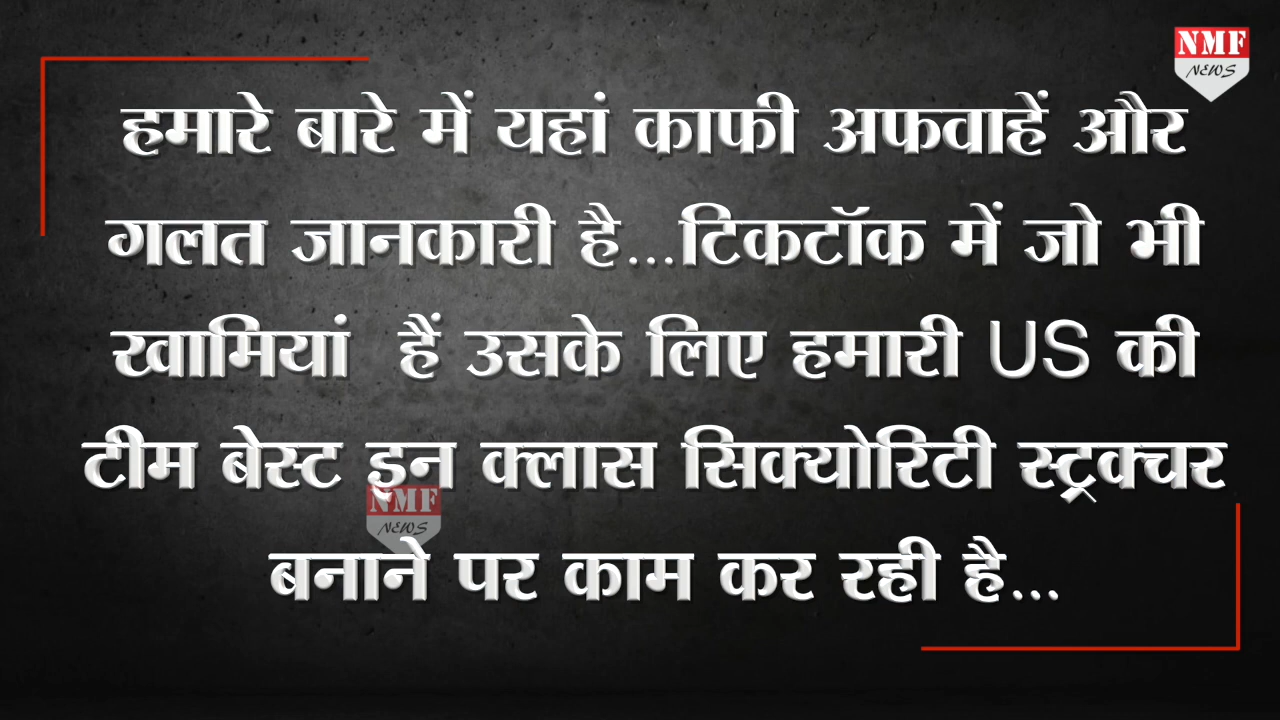 NMF
NEWS
हमारे बारे में यहां काफी अफवाहें और
गलत जानकारी है...टिकटॉक में जो भी
खामियां हैं उसके लिए हमारी US की
टीम बेस्ट इन क्लास सिक्योरिटी स्ट्रक्चर
NMF
NEWS
बनाने पर काम कर रही है...